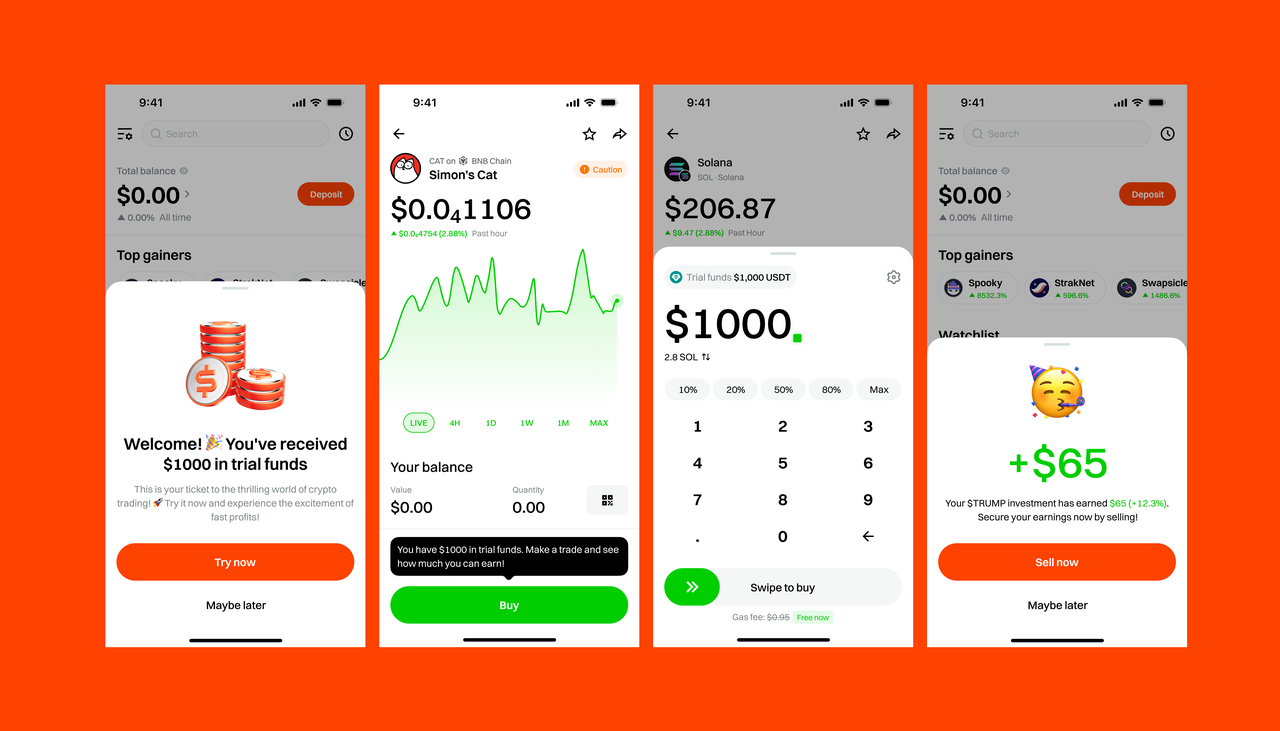 9:41
Search
Total balance
$0.00
Deposit
0.00% All time
Top gainers
Welcome! 🎉 You've received
$1000 in trial funds
This is your ticket to the thrilling world of crypto
trading! 🚀 Try it now and experience the excitement of
fast profits!
Try now
Maybe later
9:41
CAT on BNB Chain
Simon's Cat
Caution
$0.0₄1106
$0.0₄4754 (2.88%) Past hour
LIVE 4H 1D 1W 1M MAX
Your balance
Value Quantity
$0.00 0.00
You have $1000 in trial funds. Make a trade and see
how much you can earn!
Buy
9:41
Solana
SOL · Solana
$206.87
$9.47 (2.88%) Past Hour
Trial funds $1,000 USDT
$1000.
2.8 SOL
10% 20% 50% 80% Max
1 2 3
4 5 6
7 8 9
. 0
Swipe to buy
Gas fee: $0.95 Free now
9:41
Search
Total balance
$0.00
Deposit
0.00% All time
Top gainers
Spooky
8532.3%
StrakNet
596.6%
Swapsicle
1486.6%
Watchlist
+$65
Your $TRUMP investment has earned $65 (+12.3%).
Secure your earnings now by selling!
Sell now
Maybe later